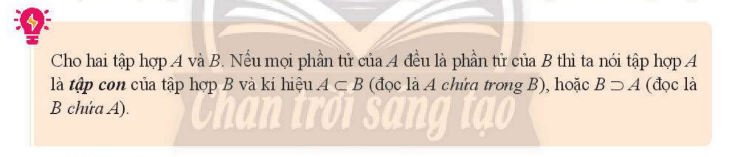 Cho hai tập hợp A và B. Nếu mọi phần tử của A đều là phần tử của B thì ta nói tập hợp A
là tập con của tập hợp B và kí hiệu A ⊂ B (đọc là A chứa trong B), hoặc B ⊃ A (đọc là
B chứa A).
Chân trời sáng tạo